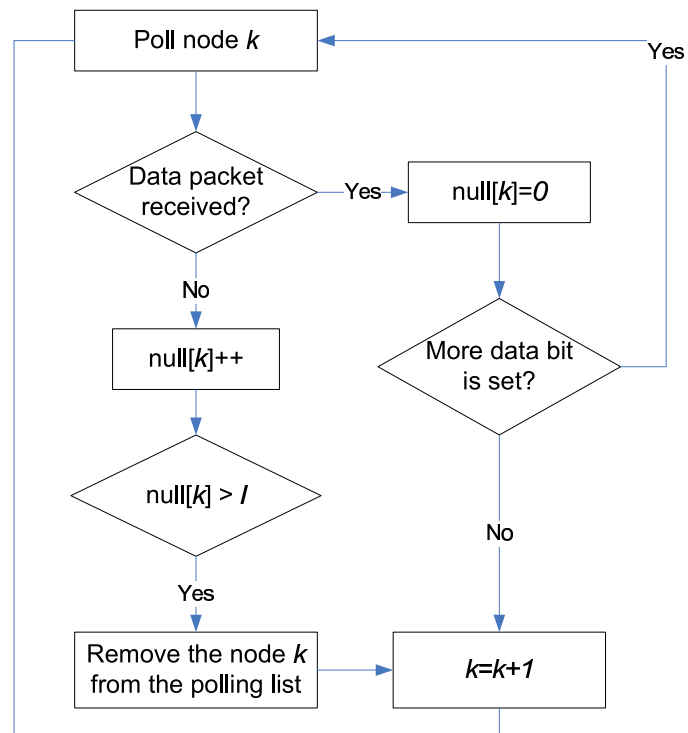 Poll node k
Yes
Data packet
received?
Yes
null[k]=0
No
null[k]++
More data bit
is set?
null[k] > l
No
Yes
Remove the node k
from the polling list
k=k+1